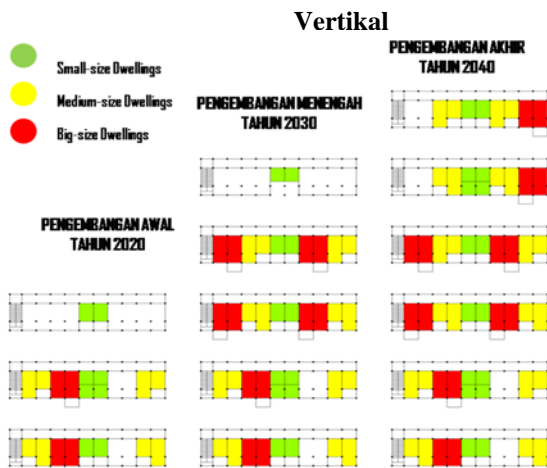 Vertikal
Small-size Dwellings
Medium-size Dwellings
Big-size Dwellings
PENGEMBANGAN AWAL
TAHUN 2020
PENGEMBANGAN MENENGAH
TAHUN 2030
PENGEMBANGAN AKHIR
TAHUN 2040